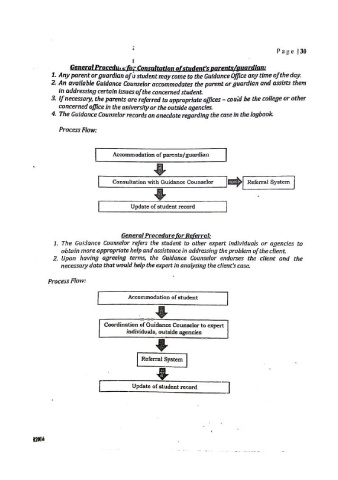 Page | 30
General Procedure for Consultation of student's parents/guardian:
1. Any parent or guardian of a student may come to the Guidance Office any time of the day.
2. An available Guidance Counselor accommodates the parent or guardian and assists them
in addressing certain issues of the concerned student.
3. If necessary, the parents are referred to appropriate offices – could be the college or other
concerned office in the university or the outside agencies.
4. The Guidance Counselor records an anecdote regarding the case in the logbook.
Process Flow:
Accommodation of parents/guardian
Consultation with Guidance Counselor
Referral System
Update of student record
General Procedure for Referral:
1. The Guidance Counselor refers the student to other expert individuals or agencies to
obtain more appropriate help and assistance in addressing the problem of the client.
2. Upon having agreeing terms, the Guidance Counselor endorses the client and the
necessary data that would help the expert in analyzing the client's case.
Process Flow:
Accommodation of student
Coordination of Guidance Counselor to expert
individuals, outside agencies
Referral System
Update of student record